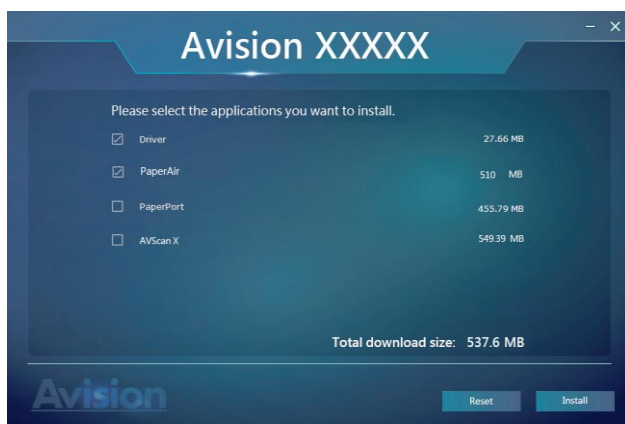 Avision XXXXX
Please select the applications you want to install.
Driver 27.66 MB
PaperAir 510 MB
PaperPort 455.79 MB
AVScan X 549.39 MB
Total download size: 537.6 MB
Avision
Reset Install